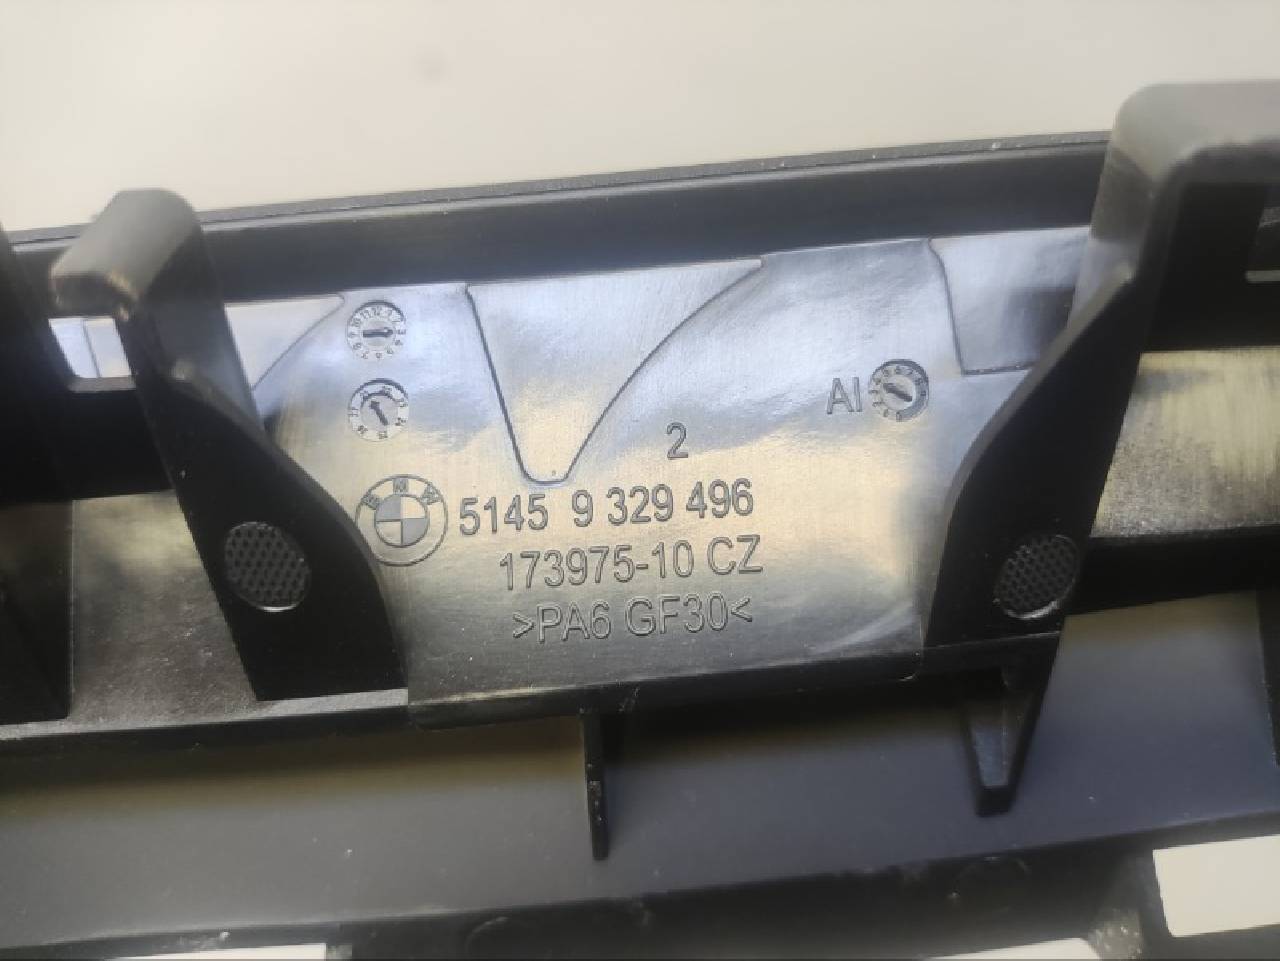 AI
2
BMW 5145 9 329 496
173975-10 CZ
>PA6 GF30<